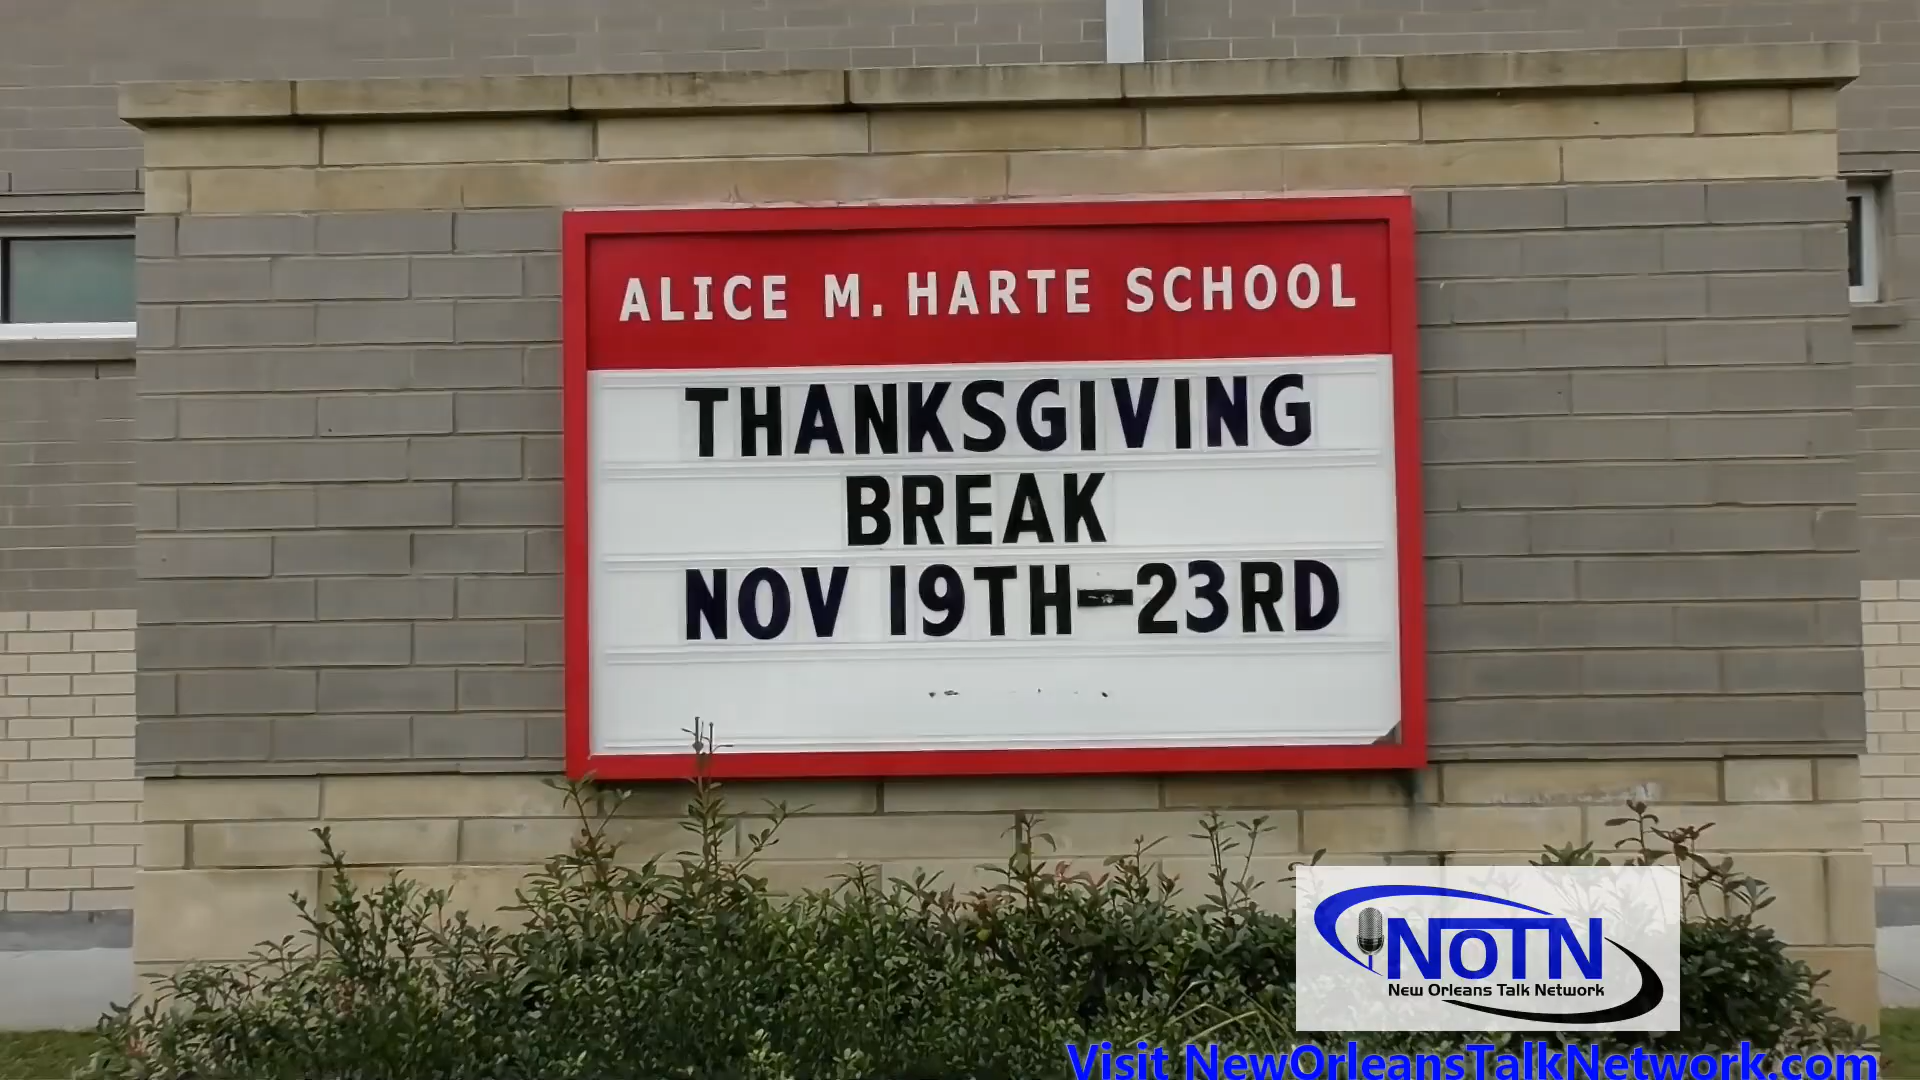 ALICE M. HARTE SCHOOL
THANKSGIVING
BREAK
NOV 19TH-23RD
NOTN
New Orleans Talk Network
Visit NewOrleansTalkNetwork.com